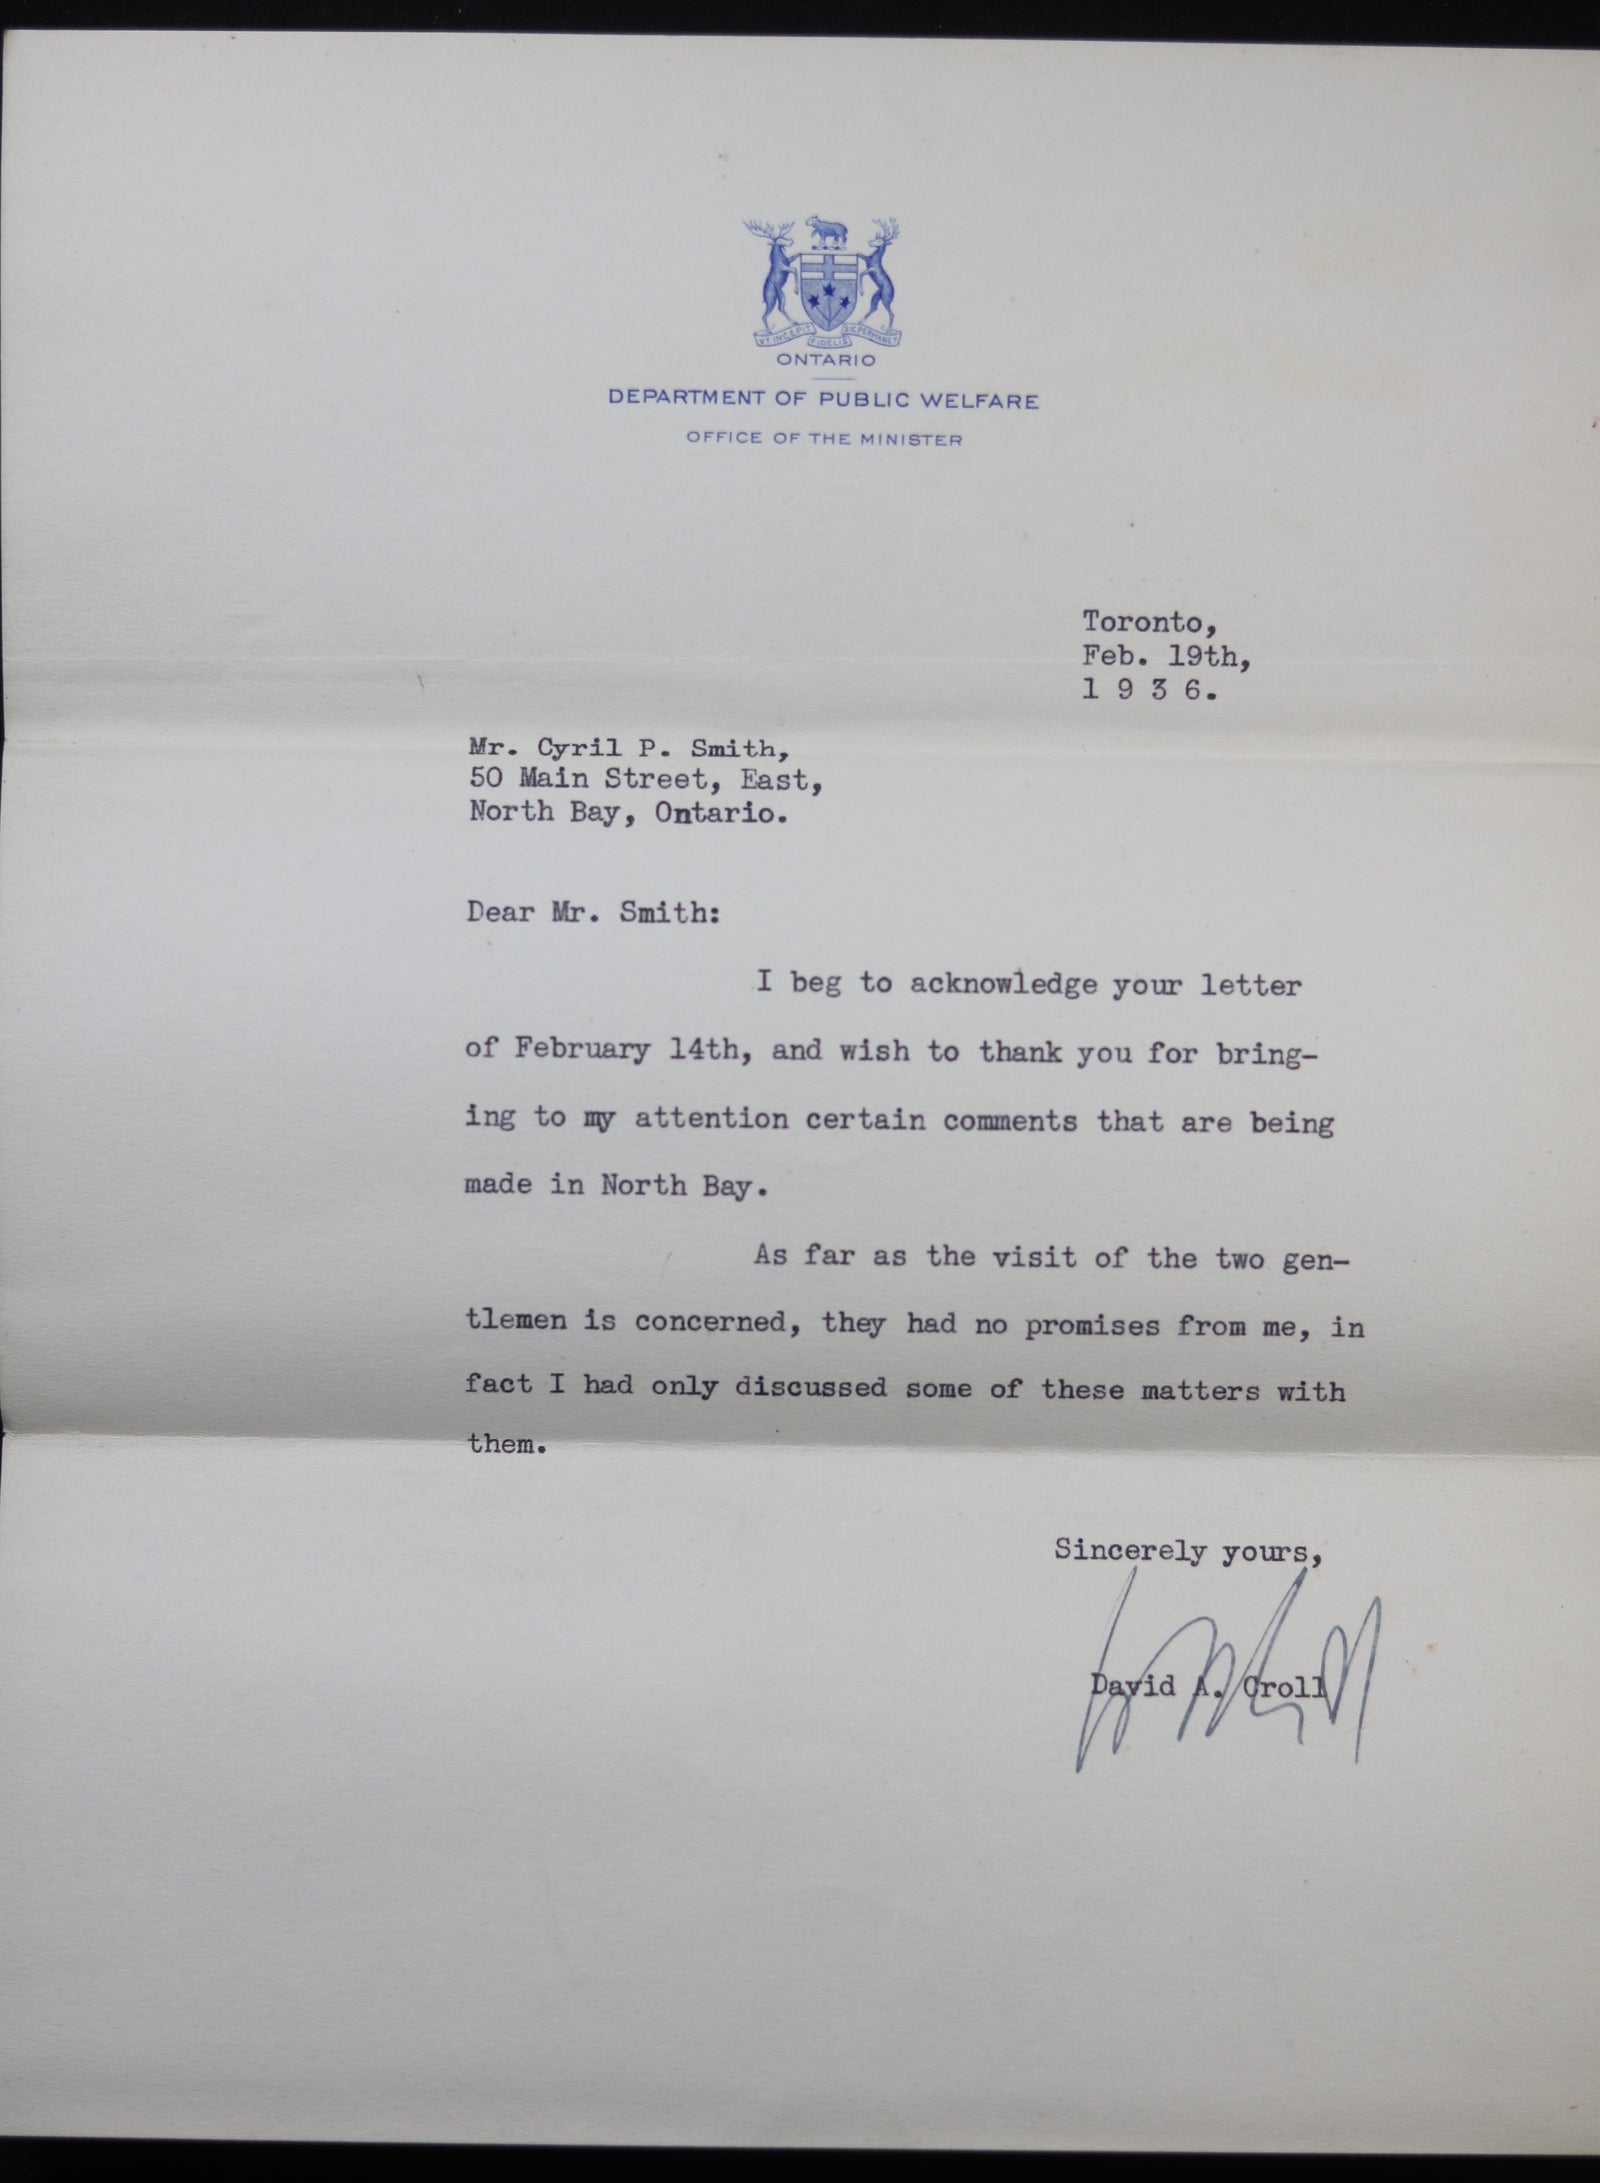 VT INCEPIT
FIDELIS
SIC PERMANET
ONTARIO
DEPARTMENT OF PUBLIC WELFARE
OFFICE OF THE MINISTER
Toronto,
Feb. 19th,
1 9 3 6.
Mr. Cyril P. Smith,
50 Main Street, East,
North Bay, Ontario.
Dear Mr. Smith:
I beg to acknowledge your letter
of February 14th, and wish to thank you for bring-
ing to my attention certain comments that are being
made in North Bay.
As far as the visit of the two gen-
tlemen is concerned, they had no promises from me, in
fact I had only discussed some of these matters with
them.
Sincerely yours,
David A. Croll